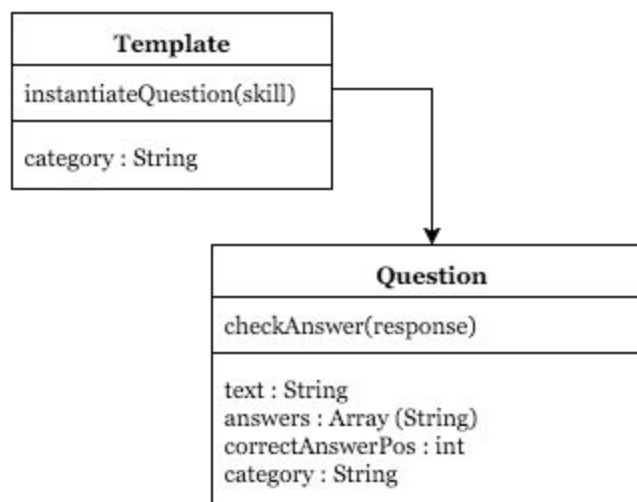 Template
instantiateQuestion(skill)
category : String
Question
checkAnswer(response)
text : String
answers : Array (String)
correctAnswerPos : int
category : String